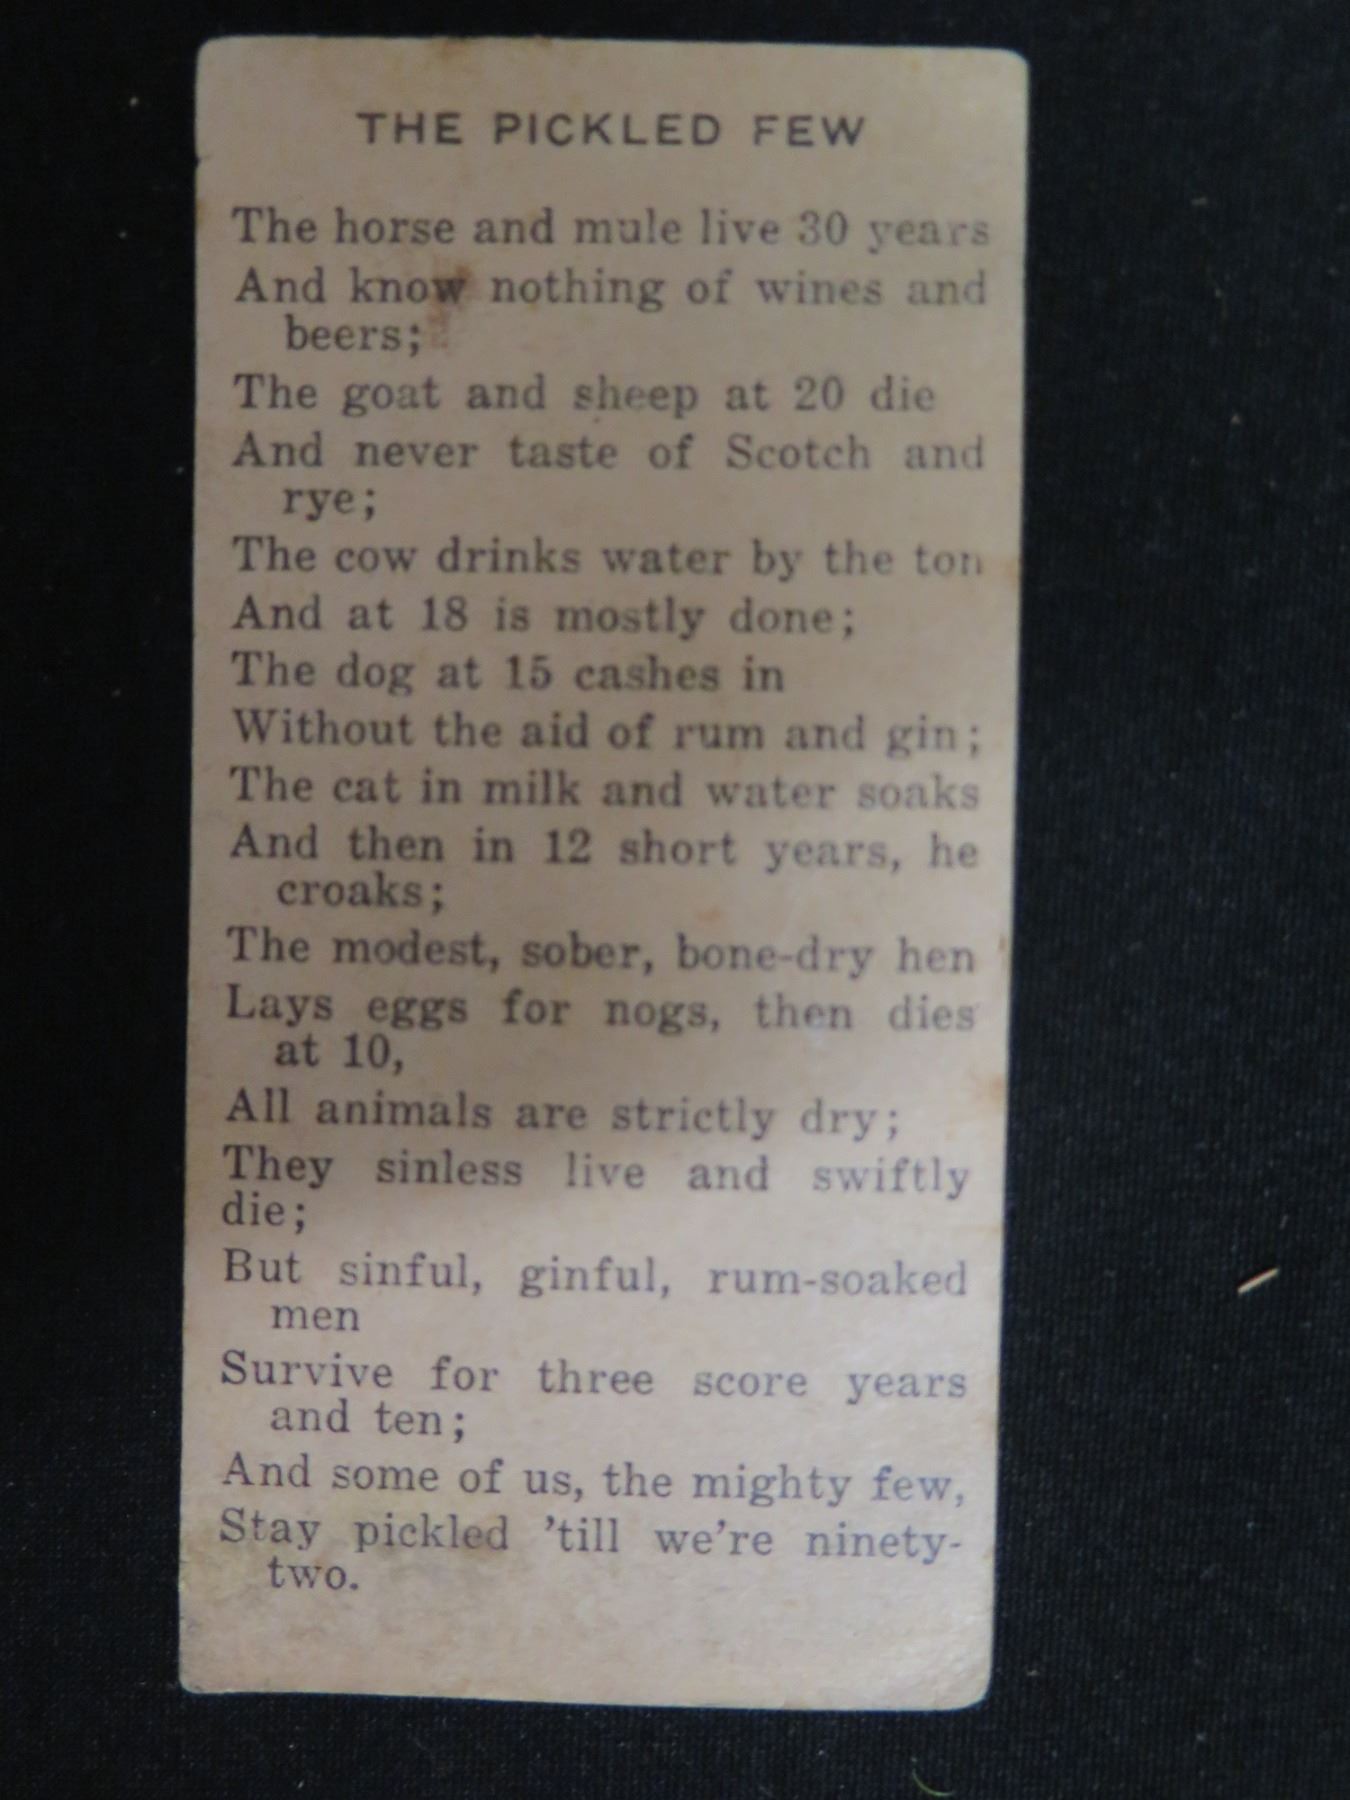 THE PICKLED FEW
The horse and mule live 30 years
And know nothing of wines and
beers;
The goat and sheep at 20 die
And never taste of Scotch and
rye;
The cow drinks water by the ton
And at 18 is mostly done;
The dog at 15 cashes in
Without the aid of rum and gin;
The cat in milk and water soaks
And then in 12 short years, he
croaks;
The modest, sober, bone-dry hen
Lays eggs for nogs, then dies
at 10,
All animals are strictly dry;
They sinless live and swiftly
die;
But sinful, ginful, rum-soaked
men
Survive for three score years
and ten;
And some of us, the mighty few,
Stay pickled 'till we're ninety-
two.